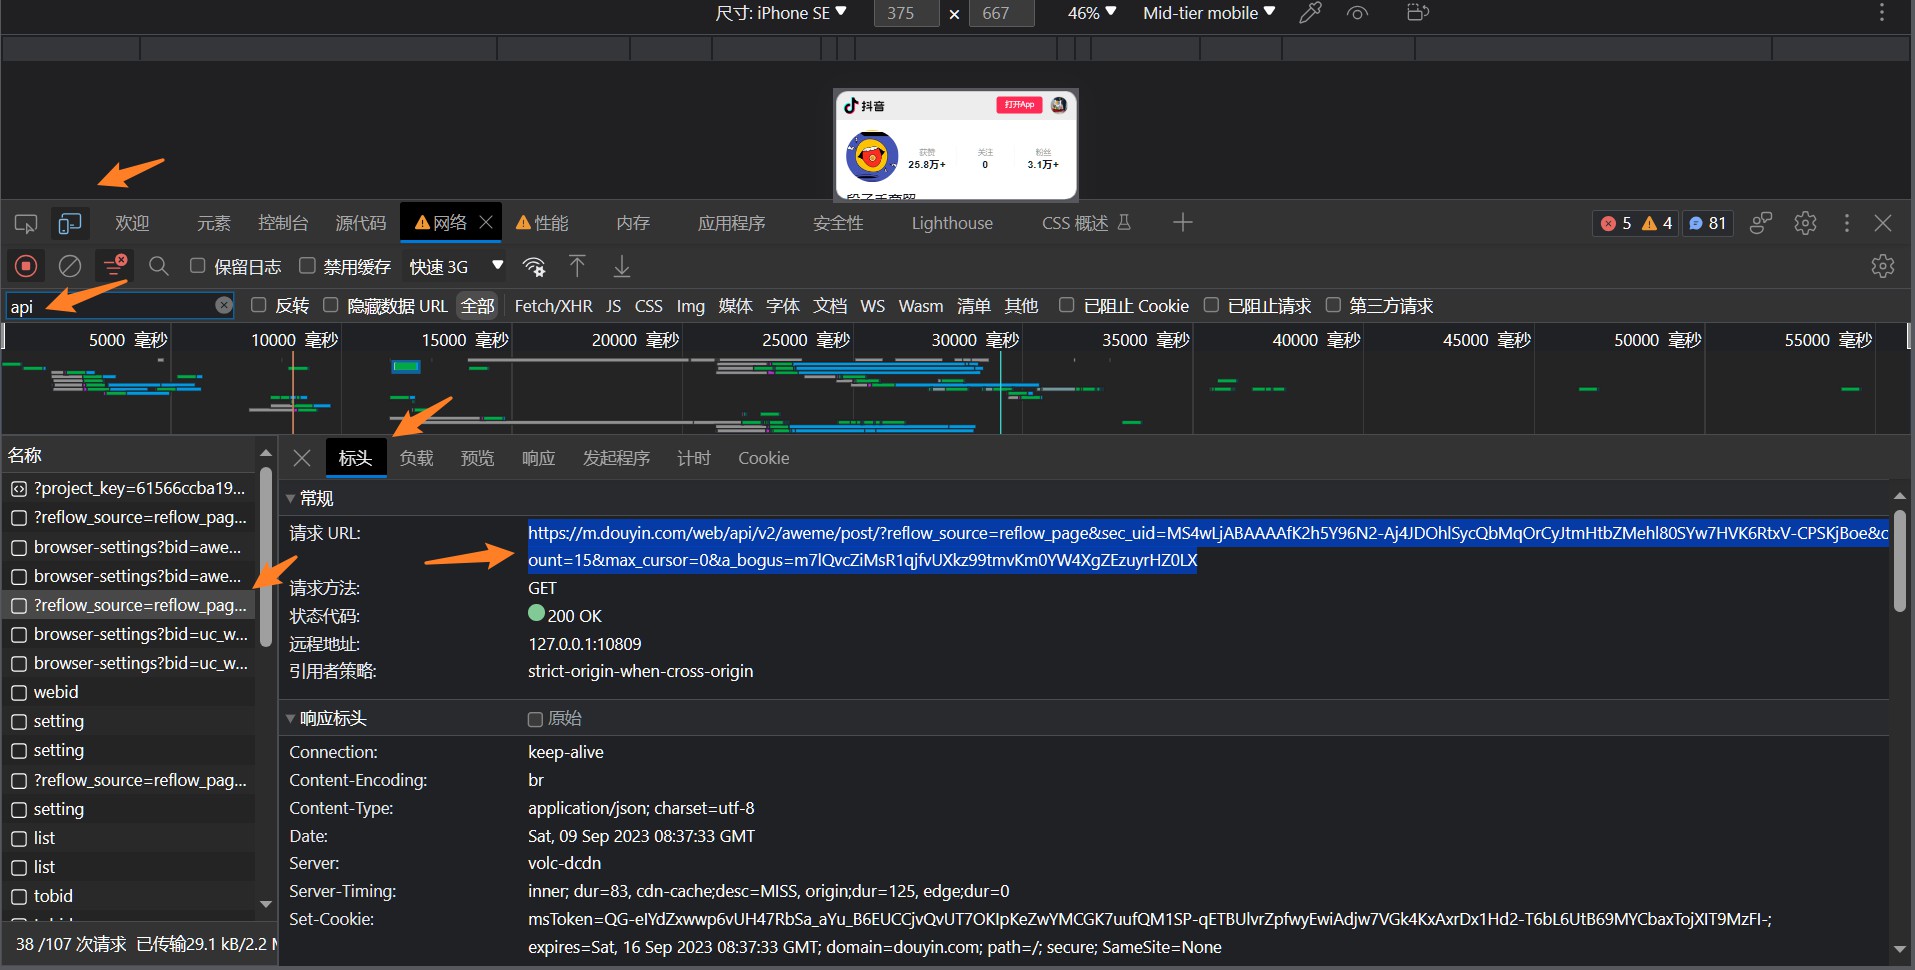 尺寸: iPhone SE 375 × 667 46% Mid-tier mobile
抖音 打开App
获赞 关注 粉丝
25.8万+ 0 3.1万+
欢迎 元素 控制台 源代码 网络 性能 内存 应用程序 安全性 Lighthouse CSS 概述 5 4 81
保留日志 禁用缓存 快速 3G
api 反转 隐藏数据 URL 全部 Fetch/XHR JS CSS Img 媒体 字体 文档 WS Wasm 清单 其他 已阻止 Cookie 已阻止请求 第三方请求
5000 毫秒 10000 毫秒 15000 毫秒 20000 毫秒 25000 毫秒 30000 毫秒 35000 毫秒 40000 毫秒 45000 毫秒 50000 毫秒 55000 毫秒
名称
?project_key=61566ccba19...
?reflow_source=reflow_pag...
browser-settings?bid=awe...
browser-settings?bid=awe...
?reflow_source=reflow_pag...
browser-settings?bid=uc_w...
browser-settings?bid=uc_w...
webid
setting
setting
?reflow_source=reflow_pag...
setting
list
list
tobid
38 /107 次请求 已传输29.1 kB/2.2 M
标头 负载 预览 响应 发起程序 计时 Cookie
常规
请求 URL: https://m.douyin.com/web/api/v2/aweme/post/?reflow_source=reflow_page&sec_uid=MS4wLjABAAAAfK2h5Y96N2-Aj4JDOhlSycQbMqOrCyJtmHtbZMehl80SYw7HVK6RtxV-CPSKjBoe&c
ount=15&max_cursor=0&a_bogus=m7lQvcZiMsR1qjfvUXkz99tmvKm0YW4XgZEzuyrHZ0LX
请求方法: GET
状态代码: 200 OK
远程地址: 127.0.0.1:10809
引用者策略: strict-origin-when-cross-origin
响应标头 原始
Connection: keep-alive
Content-Encoding: br
Content-Type: application/json; charset=utf-8
Date: Sat, 09 Sep 2023 08:37:33 GMT
Server: volc-dcdn
Server-Timing: inner; dur=83, cdn-cache;desc=MISS, origin;dur=125, edge;dur=0
Set-Cookie: msToken=QG-eIYdZxwwp6vUH47RbSa_aYu_B6EUCCjvQvUT7OKIpKeZwYMCGK7uufQM1SP-qETBUlvrZpfwyEwiAdjw7VGk4KxAxrDx1Hd2-T6bL6UtB69MYCbaxTojXIT9MzFI-;
expires=Sat, 16 Sep 2023 08:37:33 GMT; domain=douyin.com; path=/; secure; SameSite=None